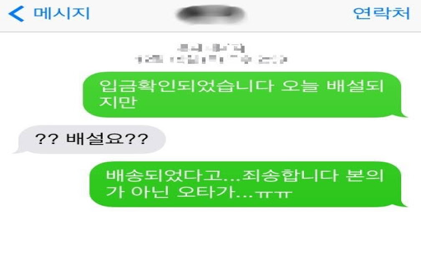 메시지
연락처
입금확인되었습니다 오늘 배설되
지만
?? 배설요??
배송되었다고...죄송합니다 본의
가 아닌 오타가...ㅠㅠ